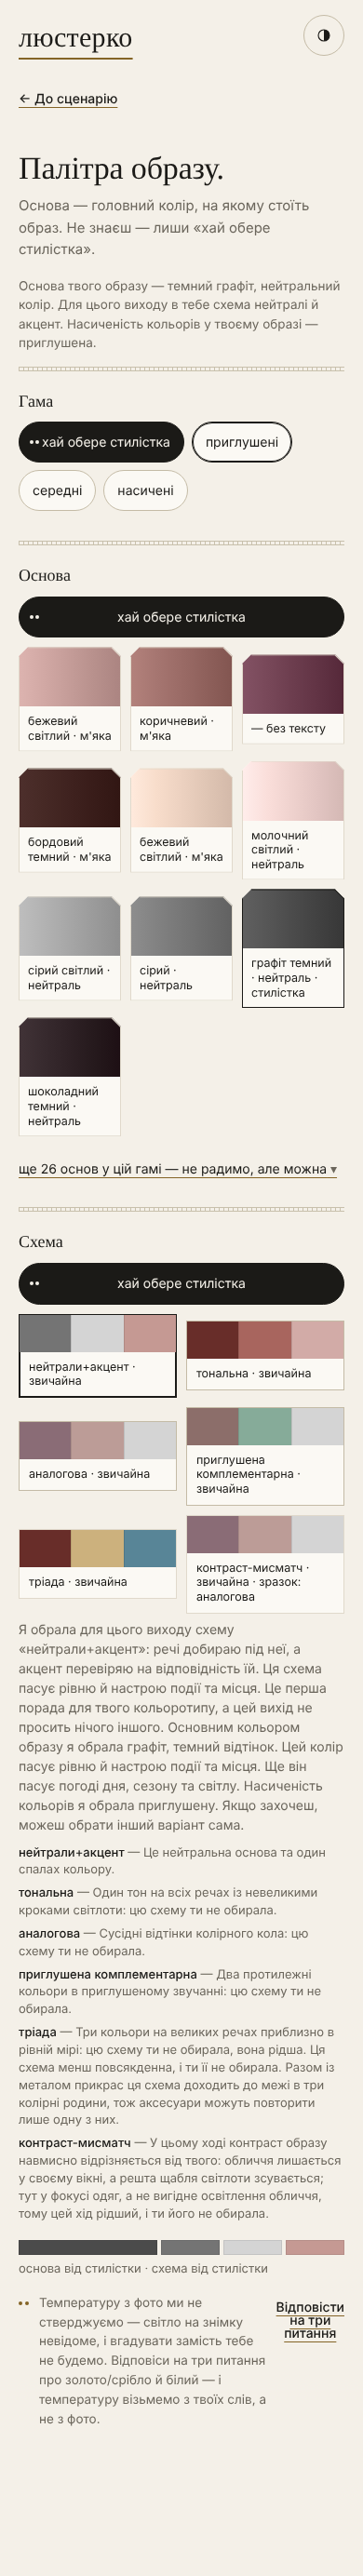 люстерко
← До сценарію
Палітра образу.
Основа — головний колір, на якому стоїть
образ. Не знаєш — лиши «хай обере
стилістка».
Основа твого образу — темний графіт, нейтральний
колір. Для цього виходу в тебе схема нейтралі й
акцент. Насиченість кольорів у твоєму образі —
приглушена.
Гама
хай обере стилістка
приглушені
середні
насичені
Основа
хай обере стилістка
бежевий
світлий · м'яка
коричневий ·
м'яка
— без тексту
бордовий
темний · м'яка
бежевий
світлий · м'яка
молочний
світлий ·
нейтраль
сірий світлий ·
нейтраль
сірий ·
нейтраль
графіт темний
· нейтраль ·
стилістка
шоколадний
темний ·
нейтраль
ще 26 основ у цій гамі — не радимо, але можна ▾
Схема
хай обере стилістка
нейтрали+акцент ·
звичайна
тональна · звичайна
аналогова · звичайна
приглушена
комплементарна ·
звичайна
тріада · звичайна
контраст-мисматч ·
звичайна · зразок:
аналогова
Я обрала для цього виходу схему
«нейтрали+акцент»: речі добираю під неї, а
акцент перевіряю на відповідність їй. Ця схема
пасує рівню й настрою події та місця. Це перша
порада для твого кольоротипу, а цей вихід не
просить нічого іншого. Основним кольором
образу я обрала графіт, темний відтінок. Цей колір
пасує рівню й настрою події та місця. Ще він
пасує погоді дня, сезону та світлу. Насиченість
кольорів я обрала приглушену. Якщо захочеш,
можеш обрати інший варіант сама.
нейтрали+акцент — Це нейтральна основа та один
спалах кольору.
тональна — Один тон на всіх речах із невеликими
кроками світлоти: цю схему ти не обирала.
аналогова — Сусідні відтінки колірного кола: цю
схему ти не обирала.
приглушена комплементарна — Два протилежні
кольори в приглушеному звучанні: цю схему ти не
обирала.
тріада — Три кольори на великих речах приблизно в
рівній мірі: цю схему ти не обирала, вона рідша. Ця
схема менш повсякденна, і ти її не обирала. Разом із
металом прикрас ця схема доходить до межі в три
колірні родини, тож аксесуари можуть повторити
лише одну з них.
контраст-мисматч — У цьому ході контраст образу
навмисно відрізняється від твого: обличчя лишається
у своєму вікні, а решта щабля світлоти зсувається;
тут у фокусі одяг, а не вигідне освітлення обличчя,
тому цей хід рідший, і ти його не обирала.
основа від стилістки · схема від стилістки
Температуру з фото ми не
стверджуємо — світло на знімку
невідоме, і вгадувати замість тебе
не будемо. Відповіси на три питання
про золото/срібло й білий — і
температуру візьмемо з твоїх слів, а
не з фото.
Відповісти
на три
питання